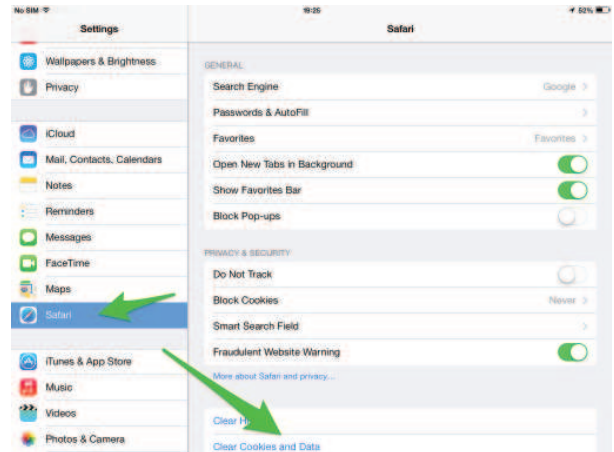 No SIM 18:26 52%
Settings Safari
Wallpapers & Brightness
Privacy
iCloud
Mail, Contacts, Calendars
Notes
Reminders
Messages
FaceTime
Maps
Safari
iTunes & App Store
Music
Videos
Photos & Camera
GENERAL
Search Engine Google
Passwords & AutoFill
Favorites Favorites
Open New Tabs in Background
Show Favorites Bar
Block Pop-ups
PRIVACY & SECURITY
Do Not Track
Block Cookies Never
Smart Search Field
Fraudulent Website Warning
More about Safari and privacy...
Clear
Clear Cookies and Data